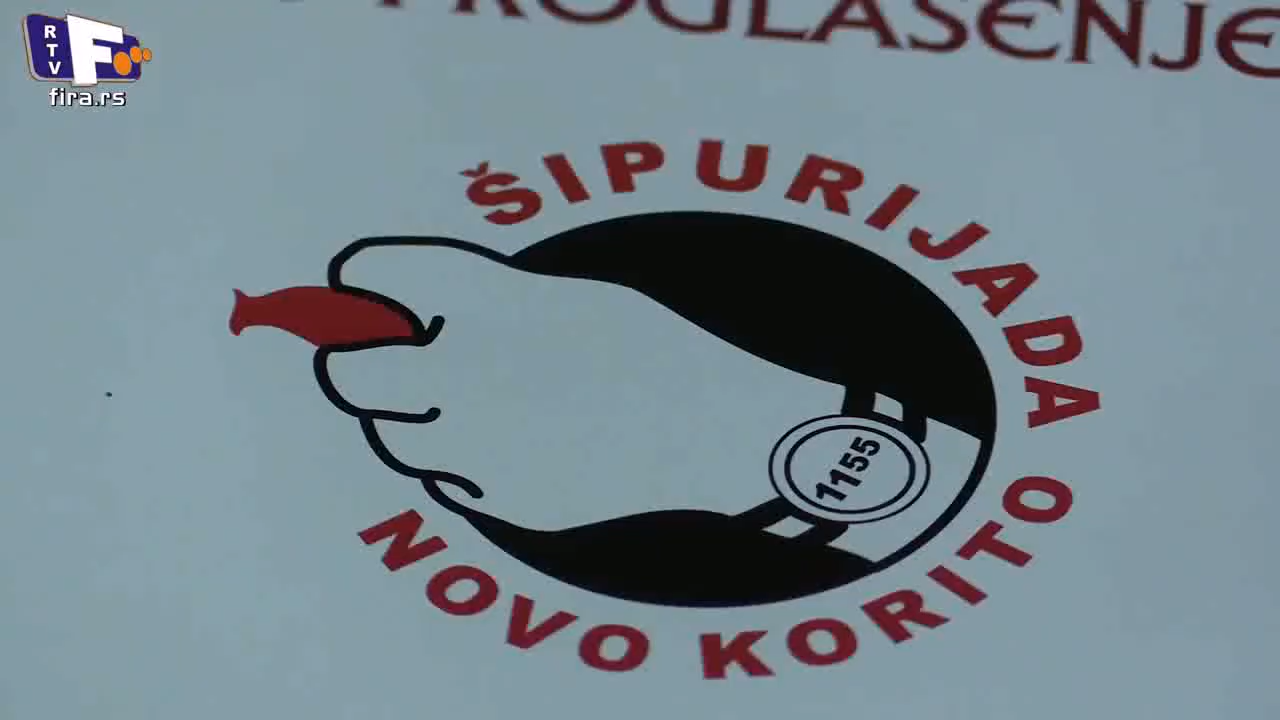 PROGLAŠENJE
RTV F
fira.rs
ŠIPURIJADA
1155
NOVO KORITO